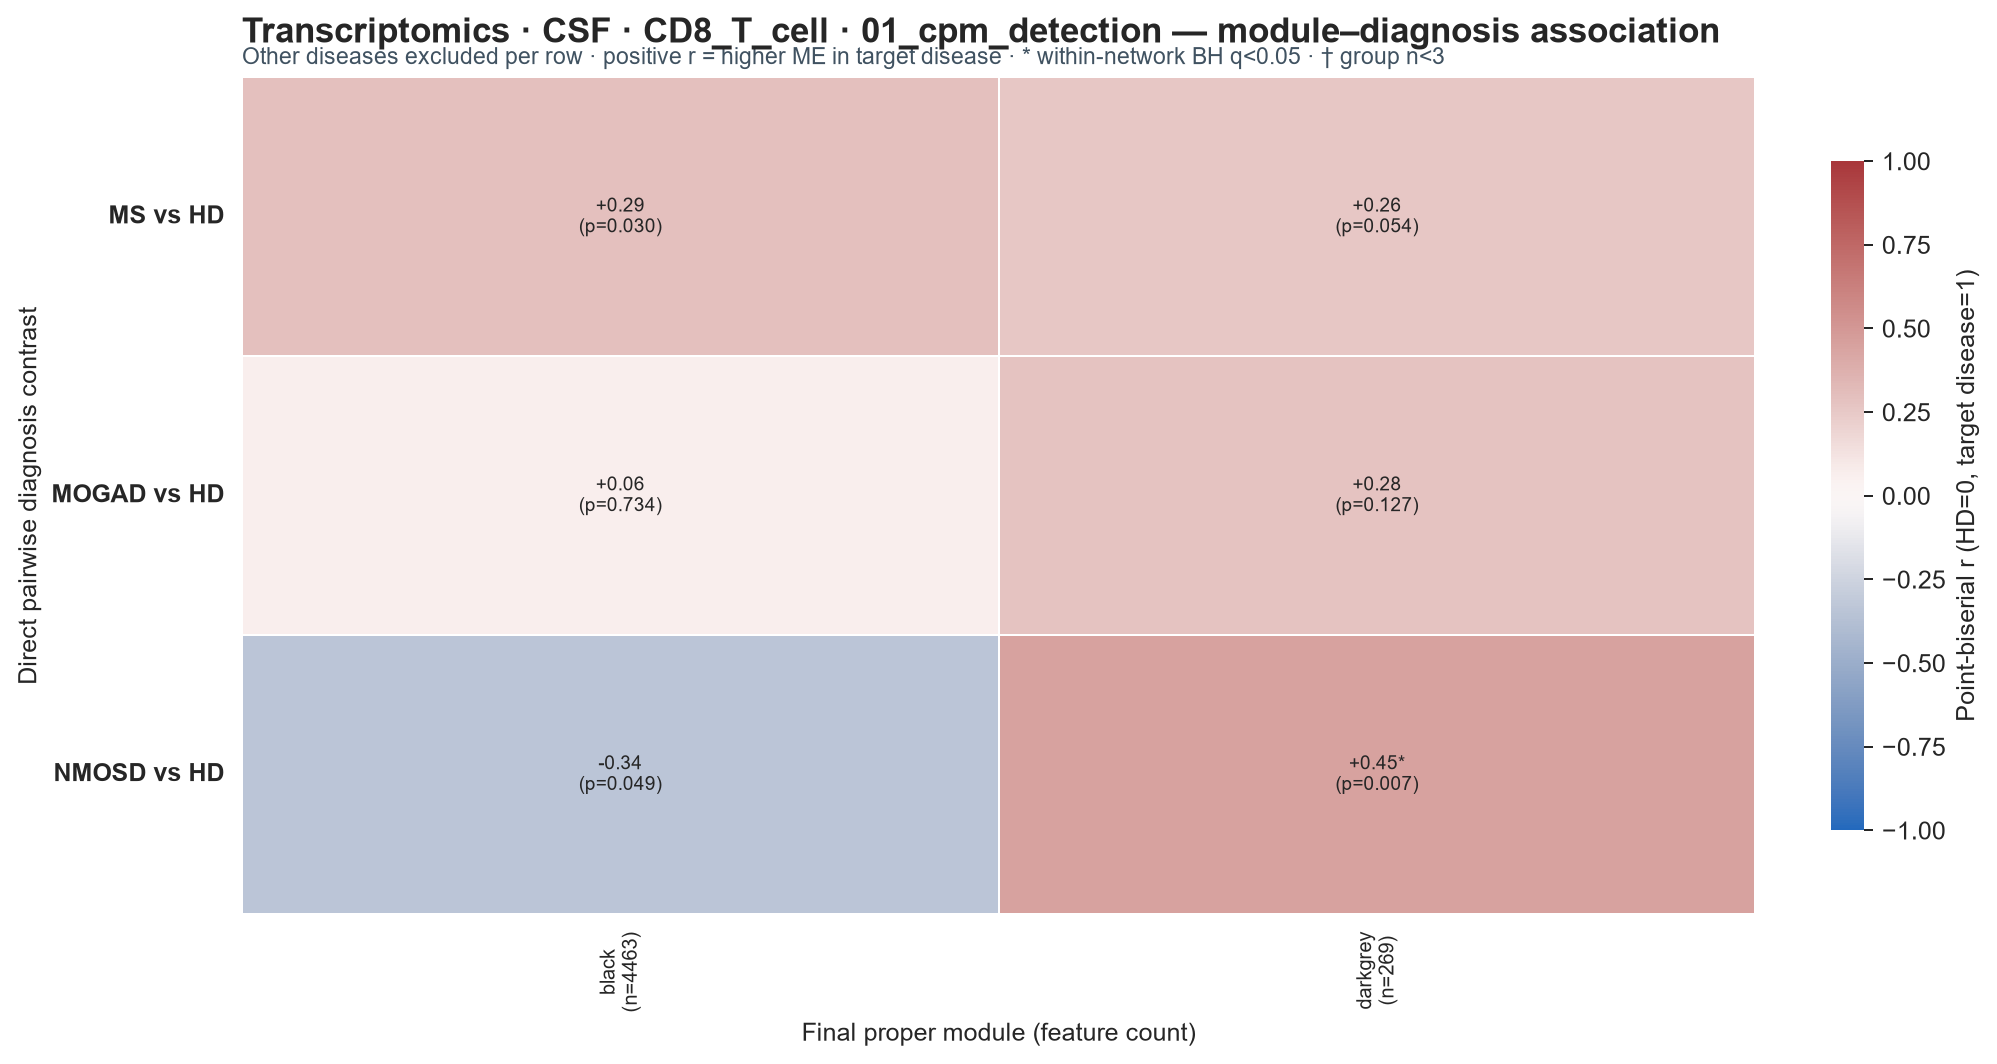 Transcriptomics · CSF · CD8_T_cell · 01_cpm_detection — module–diagnosis association
Other diseases excluded per row · positive r = higher ME in target disease · * within-network BH q<0.05 · † group n<3
Direct pairwise diagnosis contrast
MS vs HD
+0.29
(p=0.030)
+0.26
(p=0.054)
MOGAD vs HD
+0.06
(p=0.734)
+0.28
(p=0.127)
NMOSD vs HD
-0.34
(p=0.049)
+0.45*
(p=0.007)
black
(n=4463)
darkgrey
(n=269)
Final proper module (feature count)
1.00
0.75
0.50
0.25
0.00
−0.25
−0.50
−0.75
−1.00
Point-biserial r (HD=0, target disease=1)